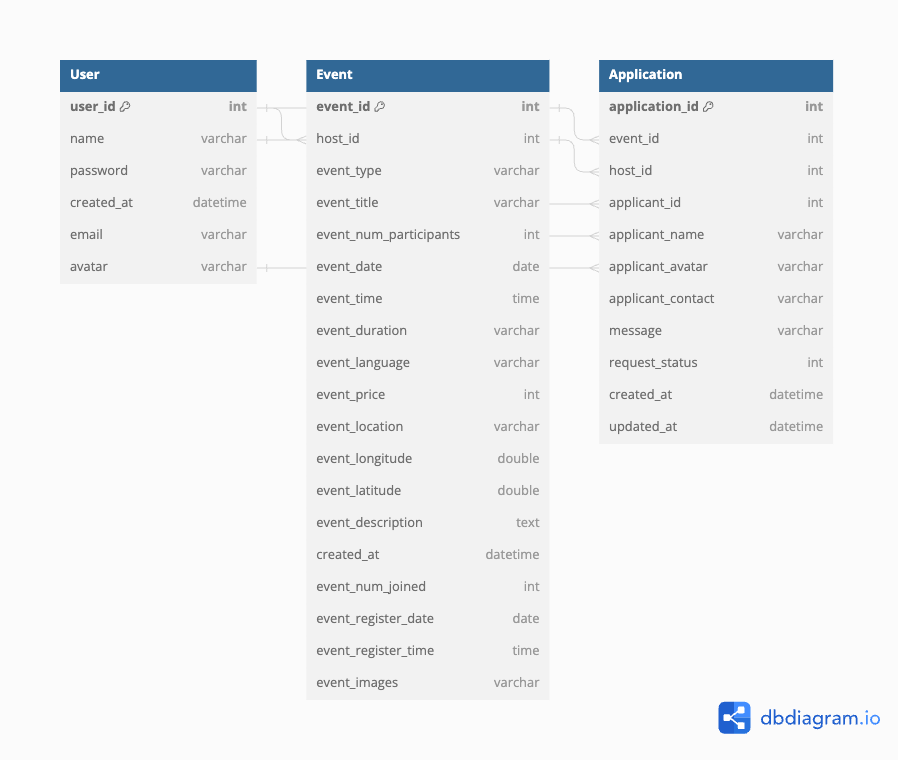 User
user_id int
name varchar
password varchar
created_at datetime
email varchar
avatar varchar
Event
event_id int
host_id int
event_type varchar
event_title varchar
event_num_participants int
event_date date
event_time time
event_duration varchar
event_language varchar
event_price int
event_location varchar
event_longitude double
event_latitude double
event_description text
created_at datetime
event_num_joined int
event_register_date date
event_register_time time
event_images varchar
Application
application_id int
event_id int
host_id int
applicant_id int
applicant_name varchar
applicant_avatar varchar
applicant_contact varchar
message varchar
request_status int
created_at datetime
updated_at datetime
dbdiagram.io